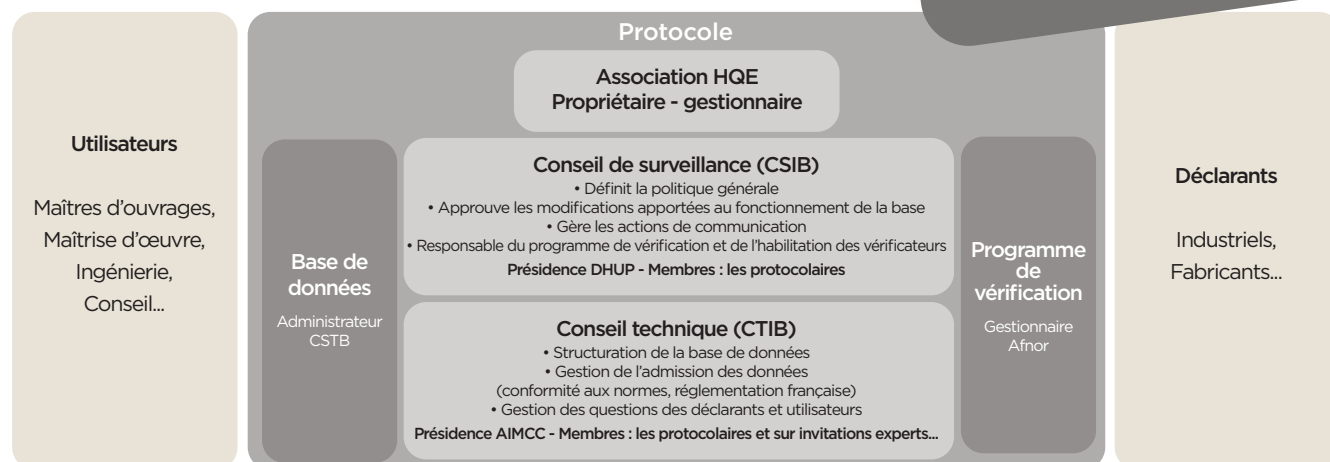 Protocole
Association HQE
Propriétaire - gestionnaire
Utilisateurs
Maîtres d’ouvrages,
Maîtrise d’œuvre,
Ingénierie,
Conseil...
Base de
données
Administrateur
CSTB
Conseil de surveillance (CSIB)
• Définit la politique générale
• Approuve les modifications apportées au fonctionnement de la base
• Gère les actions de communication
• Responsable du programme de vérification et de l’habilitation des vérificateurs
Présidence DHUP - Membres : les protocolaires
Conseil technique (CTIB)
• Structuration de la base de données
• Gestion de l’admission des données
(conformité aux normes, réglementation française)
• Gestion des questions des déclarants et utilisateurs
Présidence AIMCC - Membres : les protocolaires et sur invitations experts...
Programme
de
vérification
Gestionnaire
Afnor
Déclarants
Industriels,
Fabricants...